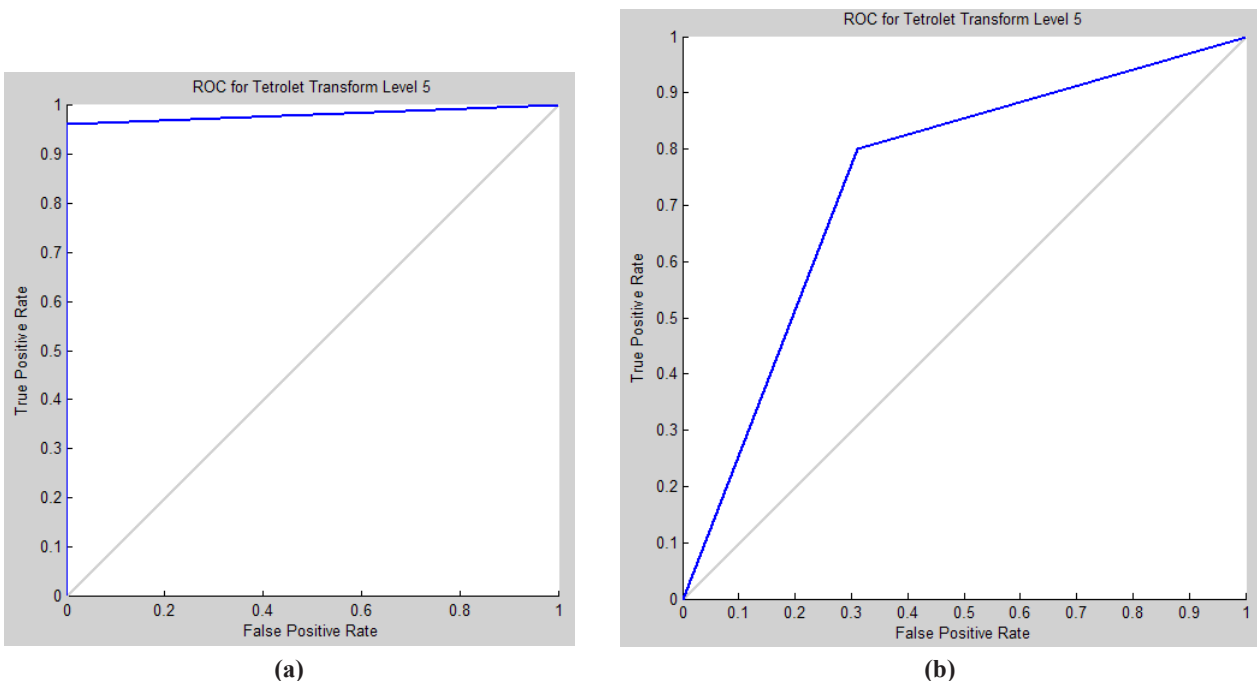 ROC for Tetrolet Transform Level 5
True Positive Rate
1
0.9
0.8
0.7
0.6
0.5
0.4
0.3
0.2
0.1
0
0 0.2 0.4 0.6 0.8 1
False Positive Rate
(a)
ROC for Tetrolet Transform Level 5
True Positive Rate
1
0.9
0.8
0.7
0.6
0.5
0.4
0.3
0.2
0.1
0
0 0.1 0.2 0.3 0.4 0.5 0.6 0.7 0.8 0.9 1
False Positive Rate
(b)